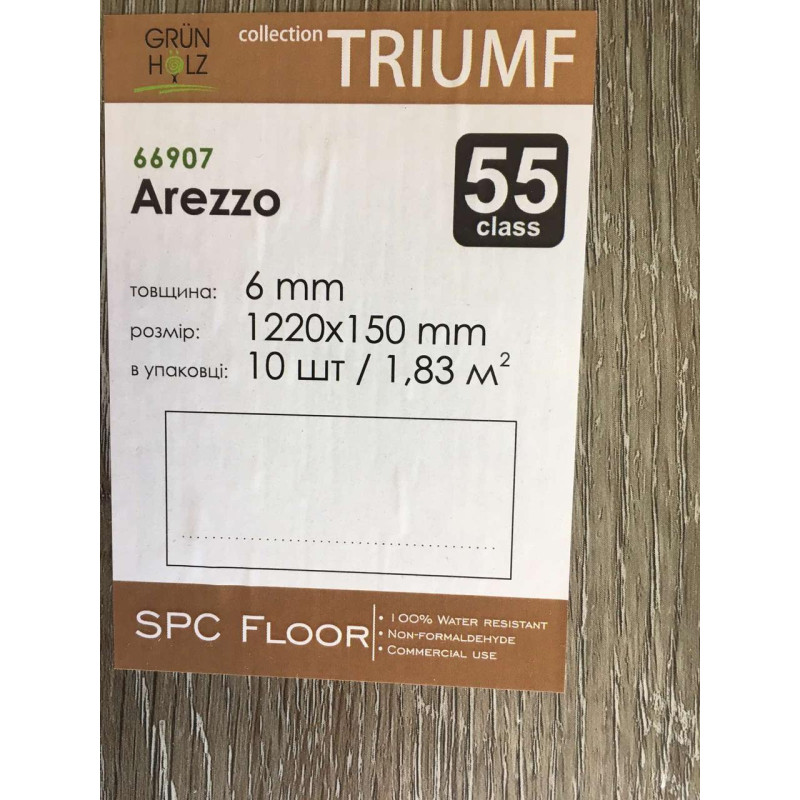 GRÜN
HÖLZ
collection TRIUMF
66907
Arezzo
55
class
товщина: 6 mm
розмір: 1220x150 mm
в упаковці: 10 шт / 1,83 м²
SPC Floor
• 100% Water resistant
• Non-formaldehyde
• Commercial use